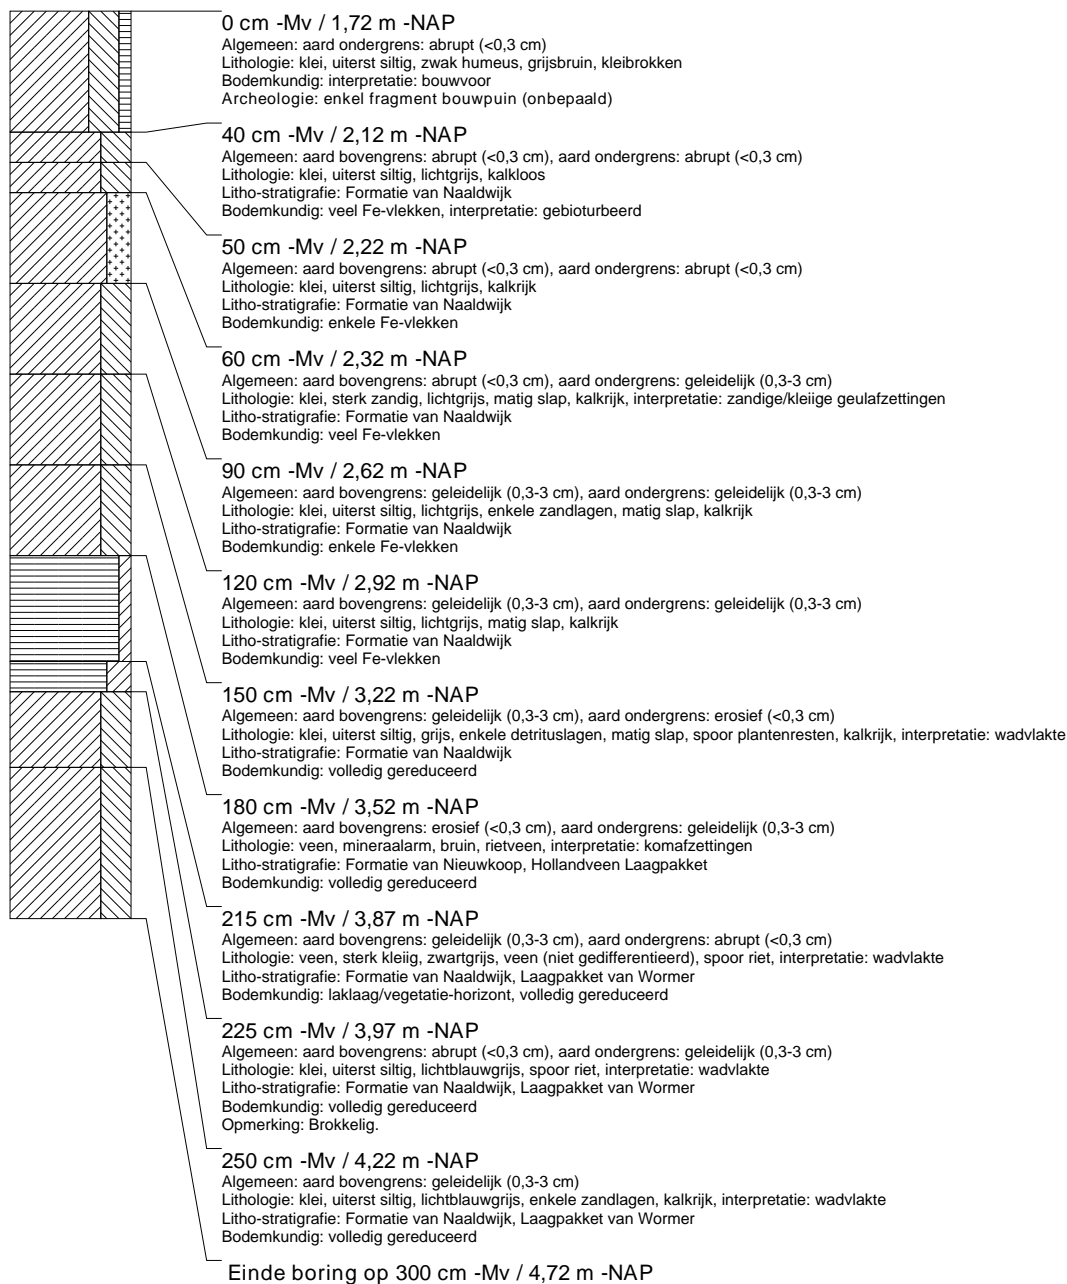 0 cm -Mv / 1,72 m -NAP
Algemeen: aard ondergrens: abrupt (<0,3 cm)
Lithologie: klei, uiterst siltig, zwak humeus, grijsbruin, kleibrokken
Bodemkundig: interpretatie: bouwvoor
Archeologie: enkel fragment bouwpuin (onbepaald)
40 cm -Mv / 2,12 m -NAP
Algemeen: aard bovengrens: abrupt (<0,3 cm), aard ondergrens: abrupt (<0,3 cm)
Lithologie: klei, uiterst siltig, lichtgrijs, kalkloos
Litho-stratigrafie: Formatie van Naaldwijk
Bodemkundig: veel Fe-vlekken, interpretatie: gebioturbeerd
50 cm -Mv / 2,22 m -NAP
Algemeen: aard bovengrens: abrupt (<0,3 cm), aard ondergrens: abrupt (<0,3 cm)
Lithologie: klei, uiterst siltig, lichtgrijs, kalkrijk
Litho-stratigrafie: Formatie van Naaldwijk
Bodemkundig: enkele Fe-vlekken
60 cm -Mv / 2,32 m -NAP
Algemeen: aard bovengrens: abrupt (<0,3 cm), aard ondergrens: geleidelijk (0,3-3 cm)
Lithologie: klei, sterk zandig, lichtgrijs, matig slap, kalkrijk, interpretatie: zandige/kleiige geulafzettingen
Litho-stratigrafie: Formatie van Naaldwijk
Bodemkundig: veel Fe-vlekken
90 cm -Mv / 2,62 m -NAP
Algemeen: aard bovengrens: geleidelijk (0,3-3 cm), aard ondergrens: geleidelijk (0,3-3 cm)
Lithologie: klei, uiterst siltig, lichtgrijs, enkele zandlagen, matig slap, kalkrijk
Litho-stratigrafie: Formatie van Naaldwijk
Bodemkundig: enkele Fe-vlekken
120 cm -Mv / 2,92 m -NAP
Algemeen: aard bovengrens: geleidelijk (0,3-3 cm), aard ondergrens: geleidelijk (0,3-3 cm)
Lithologie: klei, uiterst siltig, lichtgrijs, matig slap, kalkrijk
Litho-stratigrafie: Formatie van Naaldwijk
Bodemkundig: veel Fe-vlekken
150 cm -Mv / 3,22 m -NAP
Algemeen: aard bovengrens: geleidelijk (0,3-3 cm), aard ondergrens: erosief (<0,3 cm)
Lithologie: klei, uiterst siltig, grijs, enkele detrituslagen, matig slap, spoor plantenresten, kalkrijk, interpretatie: wadvlakte
Litho-stratigrafie: Formatie van Naaldwijk
Bodemkundig: volledig gereduceerd
180 cm -Mv / 3,52 m -NAP
Algemeen: aard bovengrens: erosief (<0,3 cm), aard ondergrens: geleidelijk (0,3-3 cm)
Lithologie: veen, mineraalarm, bruin, rietveen, interpretatie: komafzettingen
Litho-stratigrafie: Formatie van Nieuwkoop, Hollandveen Laagpakket
Bodemkundig: volledig gereduceerd
215 cm -Mv / 3,87 m -NAP
Algemeen: aard bovengrens: geleidelijk (0,3-3 cm), aard ondergrens: abrupt (<0,3 cm)
Lithologie: veen, sterk kleiig, zwartgrijs, veen (niet gedifferentieerd), spoor riet, interpretatie: wadvlakte
Litho-stratigrafie: Formatie van Naaldwijk, Laagpakket van Wormer
Bodemkundig: laklaag/vegetatie-horizont, volledig gereduceerd
225 cm -Mv / 3,97 m -NAP
Algemeen: aard bovengrens: abrupt (<0,3 cm), aard ondergrens: geleidelijk (0,3-3 cm)
Lithologie: klei, uiterst siltig, lichtblauwgrijs, spoor riet, interpretatie: wadvlakte
Litho-stratigrafie: Formatie van Naaldwijk, Laagpakket van Wormer
Bodemkundig: volledig gereduceerd
Opmerking: Brokkelig.
250 cm -Mv / 4,22 m -NAP
Algemeen: aard bovengrens: geleidelijk (0,3-3 cm)
Lithologie: klei, uiterst siltig, lichtblauwgrijs, enkele zandlagen, kalkrijk, interpretatie: wadvlakte
Litho-stratigrafie: Formatie van Naaldwijk, Laagpakket van Wormer
Bodemkundig: volledig gereduceerd
Einde boring op 300 cm -Mv / 4,72 m -NAP